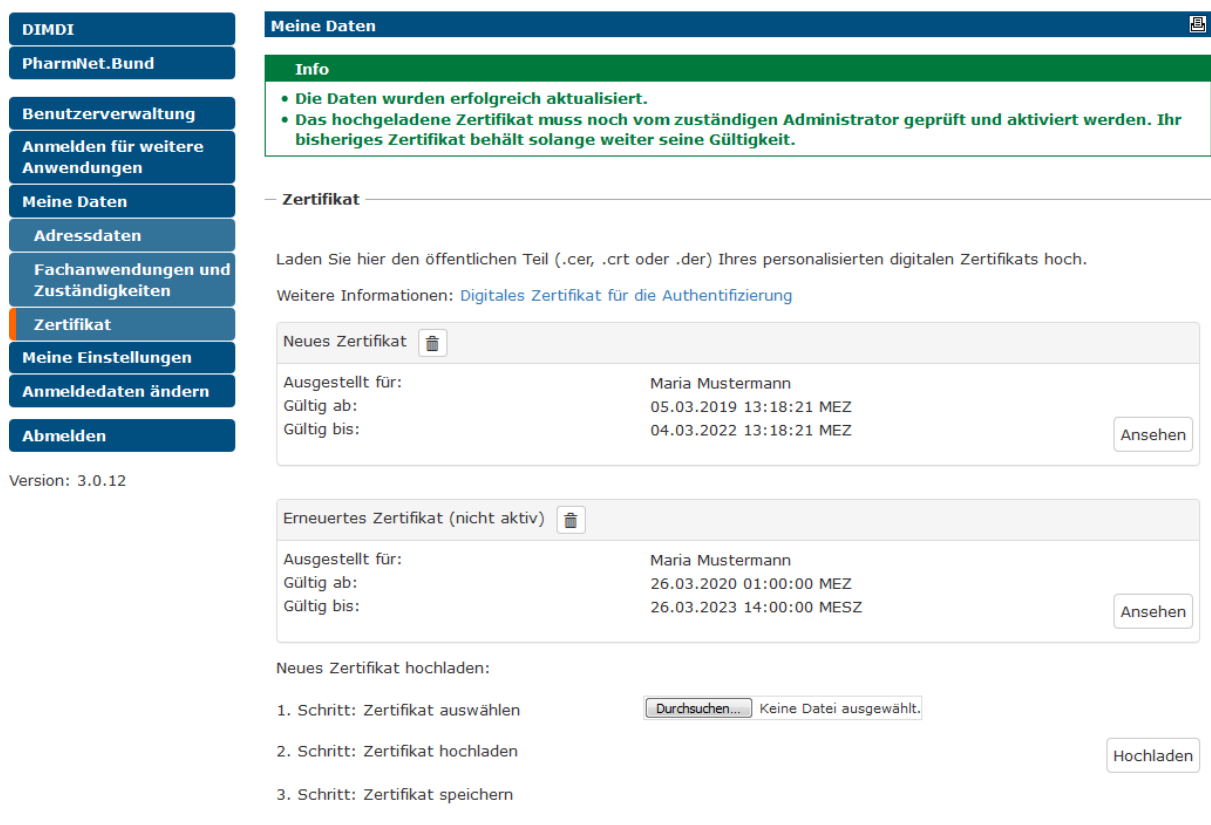 DIMDI
PharmNet.Bund
Benutzerverwaltung
Anmelden für weitere
Anwendungen
Meine Daten
Adressdaten
Fachanwendungen und
Zuständigkeiten
Zertifikat
Meine Einstellungen
Anmeldedaten ändern
Abmelden
Version: 3.0.12
Meine Daten
Info
• Die Daten wurden erfolgreich aktualisiert.
• Das hochgeladene Zertifikat muss noch vom zuständigen Administrator geprüft und aktiviert werden. Ihr
bisheriges Zertifikat behält solange weiter seine Gültigkeit.
Zertifikat
Laden Sie hier den öffentlichen Teil (.cer, .crt oder .der) Ihres personalisierten digitalen Zertifikats hoch.
Weitere Informationen: Digitales Zertifikat für die Authentifizierung
Neues Zertifikat
Ausgestellt für: Maria Mustermann
Gültig ab: 05.03.2019 13:18:21 MEZ
Gültig bis: 04.03.2022 13:18:21 MEZ
Ansehen
Erneuertes Zertifikat (nicht aktiv)
Ausgestellt für: Maria Mustermann
Gültig ab: 26.03.2020 01:00:00 MEZ
Gültig bis: 26.03.2023 14:00:00 MESZ
Ansehen
Neues Zertifikat hochladen:
1. Schritt: Zertifikat auswählen Durchsuchen... Keine Datei ausgewählt.
2. Schritt: Zertifikat hochladen Hochladen
3. Schritt: Zertifikat speichern